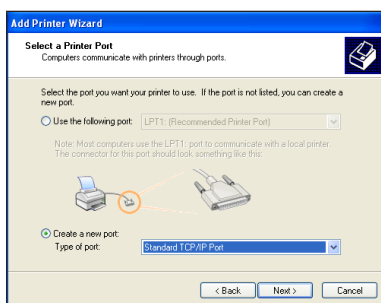 Add Printer Wizard
Select a Printer Port
Computers communicate with printers through ports.
Select the port you want your printer to use. If the port is not listed, you can create a
new port.
Use the following port: LPT1: (Recommended Printer Port)
Note: Most computers use the LPT1: port to communicate with a local printer.
The connector for this port should look something like this:
Create a new port:
Type of port: Standard TCP/IP Port
< Back Next > Cancel